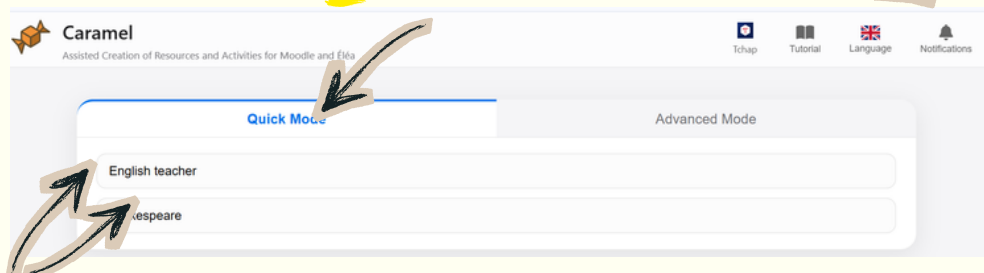 Caramel
Assisted Creation of Resources and Activities for Moodle and Éléa
Tchap Tutorial Language Notifications
Quick Mode Advanced Mode
English teacher
kespeare